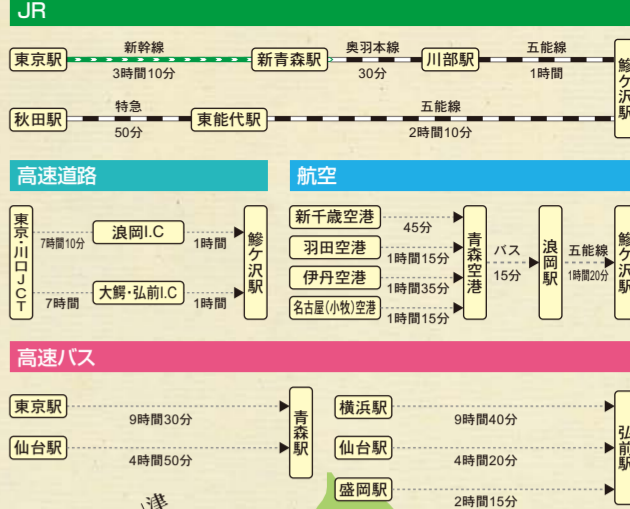 JR
東京駅 新幹線 3時間10分 新青森駅 奥羽本線 30分 川部駅 五能線 1時間 鰺ケ沢駅
秋田駅 特急 50分 東能代駅 五能線 2時間10分
高速道路
東京・川口JCT
7時間10分 浪岡I.C 1時間
7時間 大鰐・弘前I.C 1時間
鰺ケ沢駅
航空
新千歳空港 45分
羽田空港 1時間15分
伊丹空港 1時間35分
名古屋(小牧)空港 1時間15分
青森空港 バス 15分 浪岡駅 五能線 1時間20分 鰺ケ沢駅
高速バス
東京駅 9時間30分
仙台駅 4時間50分
青森駅
横浜駅 9時間40分
仙台駅 4時間20分
盛岡駅 2時間15分
弘前駅
津